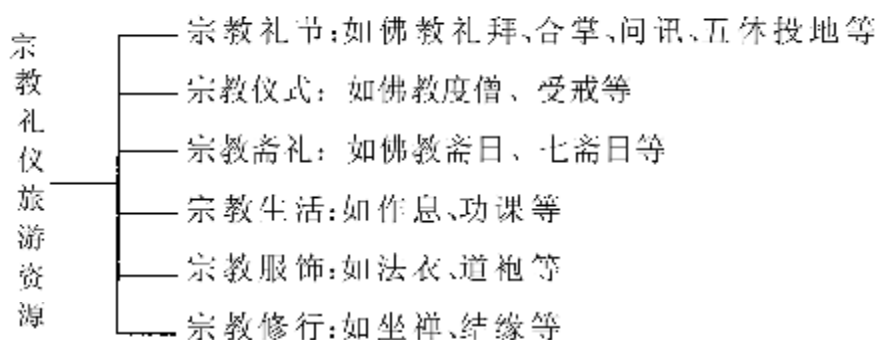 宗教礼仪旅游资源
宗教礼节:如佛教礼拜、合掌、问讯、五体投地等
宗教仪式：如佛教度僧、受戒等
宗教斋礼：如佛教斋日、七斋日等
宗教生活:如作息、功课等
宗教服饰:如法衣、道袍等
宗教修行:如坐禅、结缘等